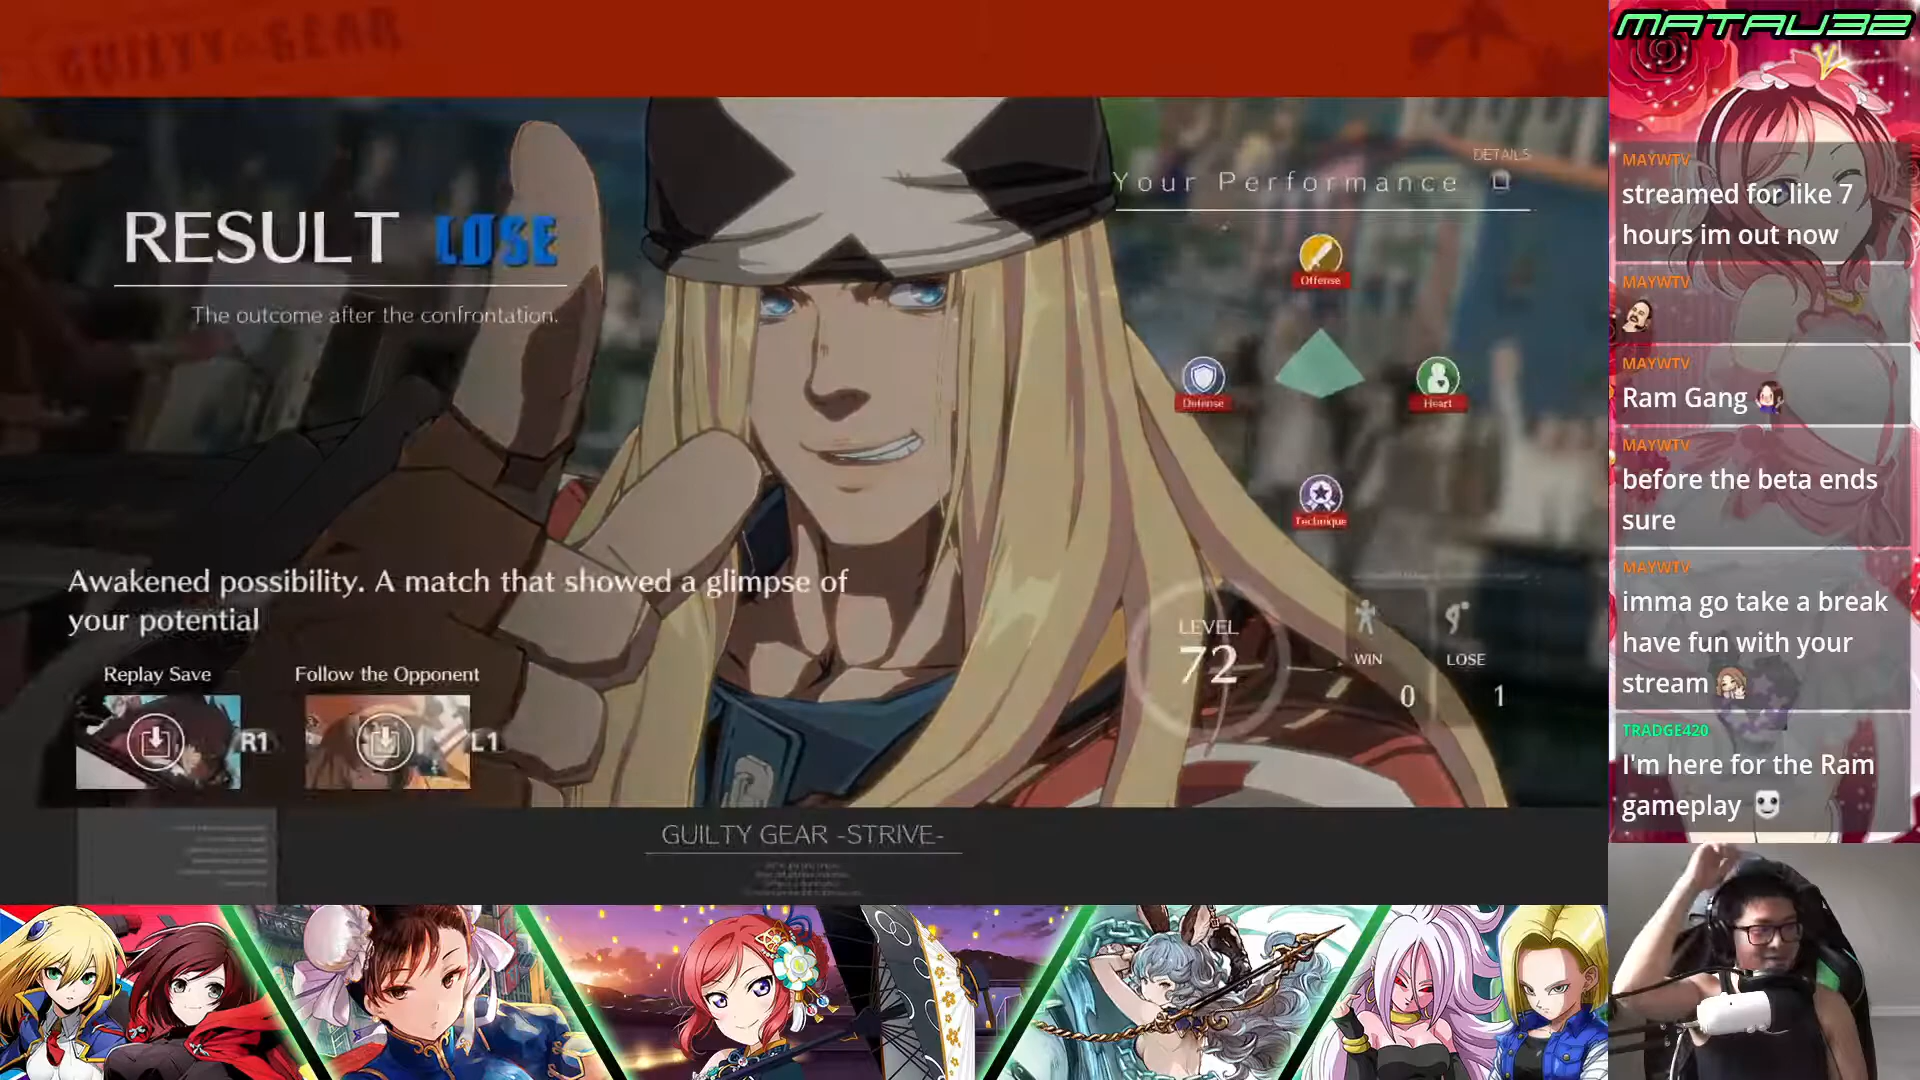 MATAU32
GUILTY GEAR
DETAILS
Your Performance
RESULT LOSE
The outcome after the confrontation.
Offense
Defense
Heart
Technique
Awakened possibility. A match that showed a glimpse of
your potential
LEVEL
72
WIN
LOSE
0
1
Replay Save
Follow the Opponent
R1
L1
GUILTY GEAR -STRIVE-
MAYWTV
streamed for like 7
hours im out now
MAYWTV
MAYWTV
Ram Gang
MAYWTV
before the beta ends
sure
MAYWTV
imma go take a break
have fun with your
stream
TRADGE420
I'm here for the Ram
gameplay